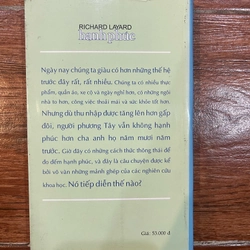 RICHARD LAYARD
hạnh phúc
Ngày nay chúng ta giàu có hơn những thế hệ
trước đây rất, rất nhiều. Chúng ta có nhiều thực
phẩm, quần áo, xe cộ và ngày nghỉ hơn, có những ngôi
nhà to hơn, công việc thoải mái và sức khỏe tốt hơn.
Nhưng dù thu nhập được tăng lên hơn gấp
đôi, người phương Tây vẫn không hạnh
phúc hơn cha anh họ năm mươi năm
trước. Giờ đây có những cách thức thông thái để
đo đếm hạnh phúc, và đây là câu chuyện được kể
bởi vô vàn những mảnh ghép của các nghiên cứu
khoa học. Nó tiếp diễn thế nào?
Giá: 55.000 đ